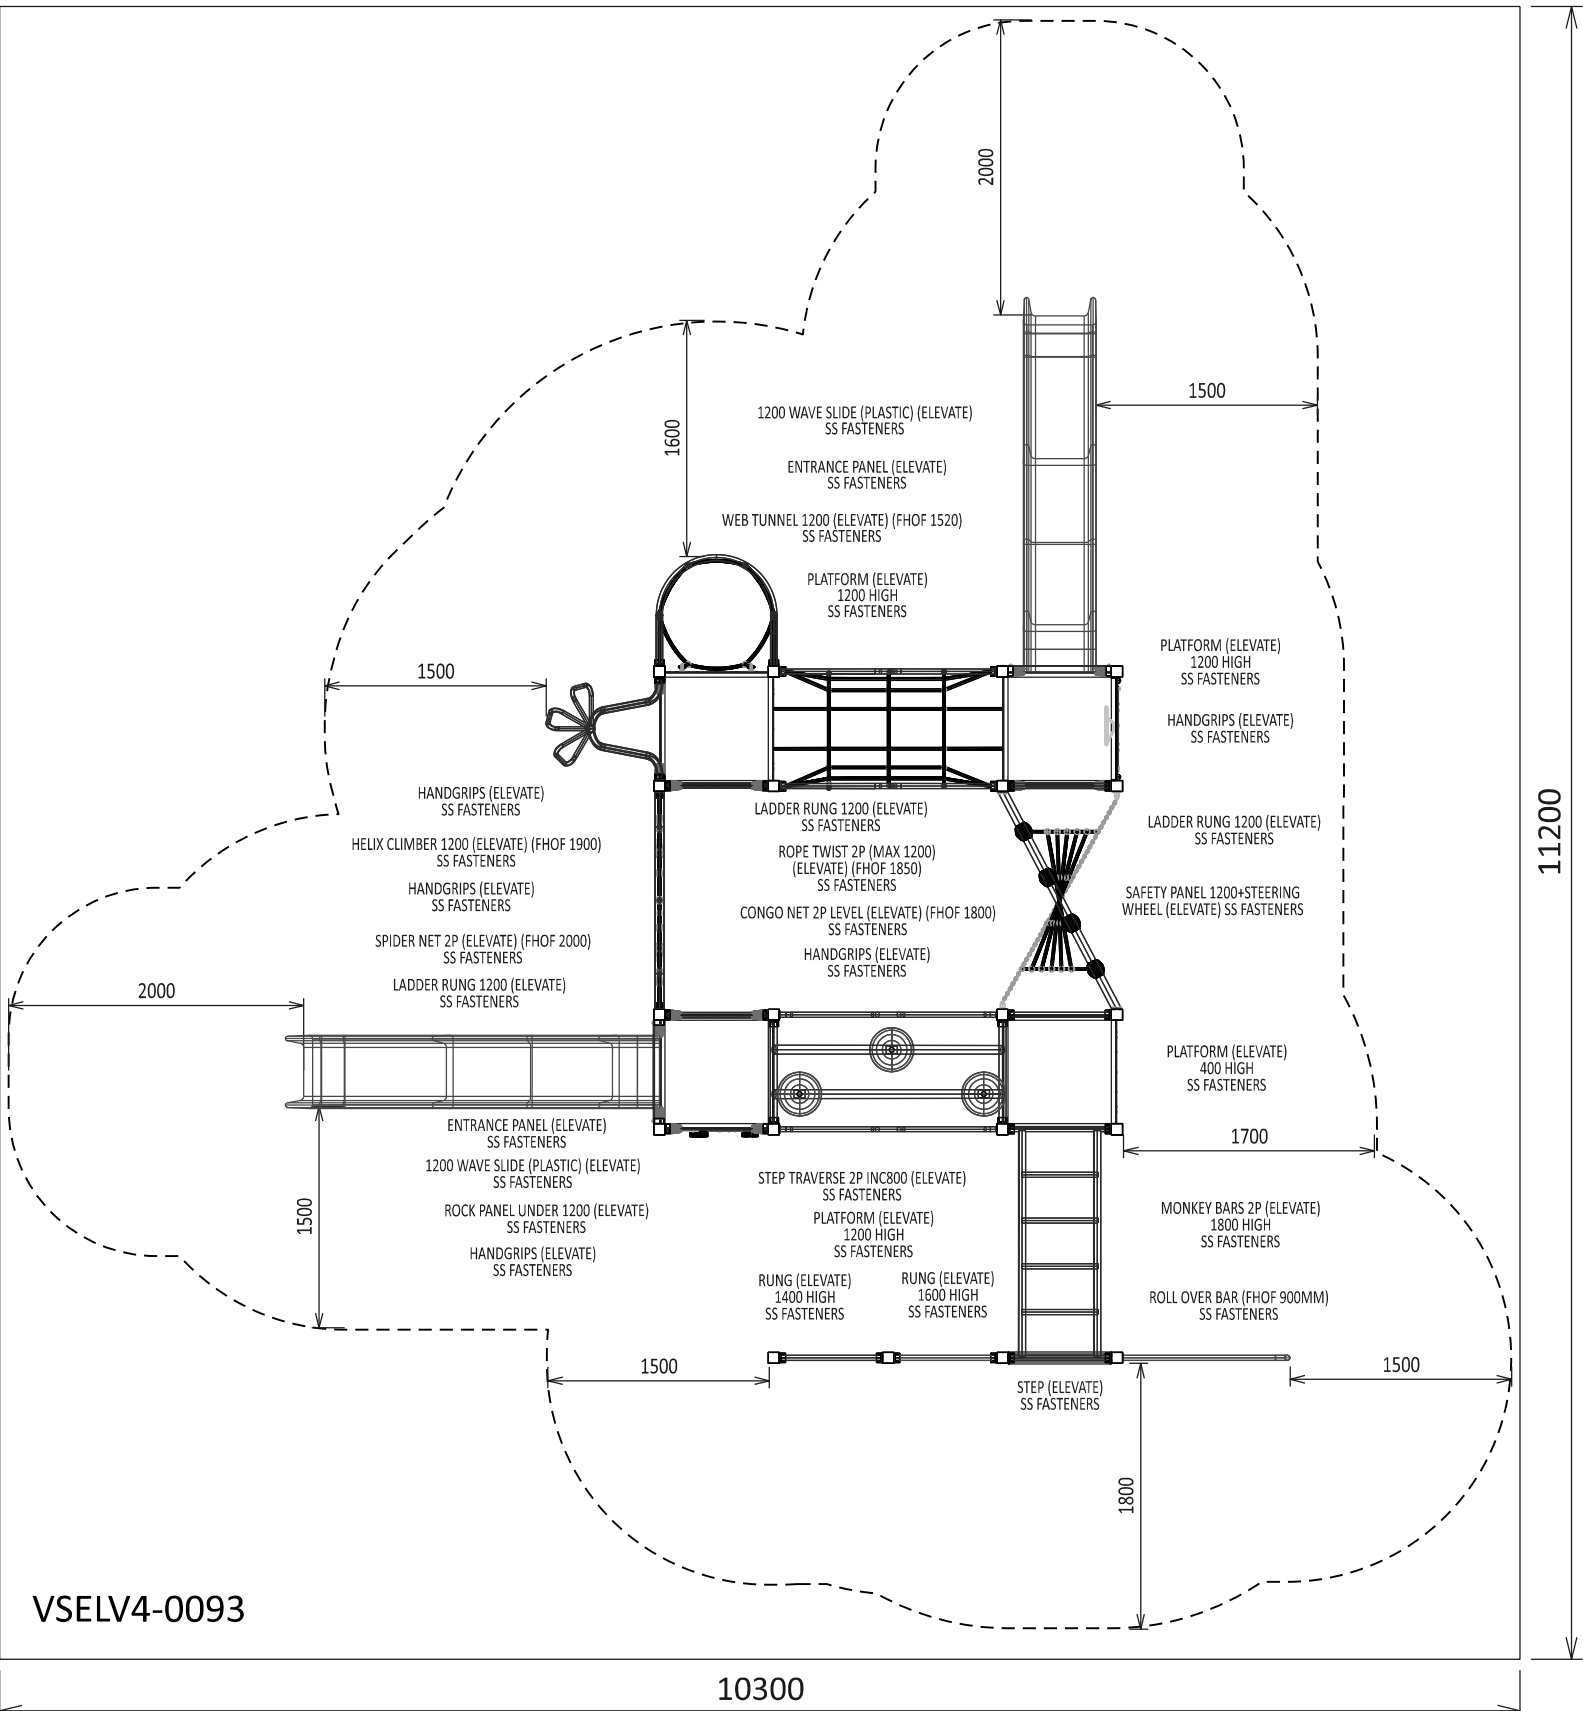 2000
1500
1600
1200 WAVE SLIDE (PLASTIC) (ELEVATE)
SS FASTENERS
ENTRANCE PANEL (ELEVATE)
SS FASTENERS
WEB TUNNEL 1200 (ELEVATE) (FHOF 1520)
SS FASTENERS
PLATFORM (ELEVATE)
1200 HIGH
SS FASTENERS
PLATFORM (ELEVATE)
1200 HIGH
SS FASTENERS
1500
HANDGRIPS (ELEVATE)
SS FASTENERS
HANDGRIPS (ELEVATE)
SS FASTENERS
HELIX CLIMBER 1200 (ELEVATE) (FHOF 1900)
SS FASTENERS
HANDGRIPS (ELEVATE)
SS FASTENERS
SPIDER NET 2P (ELEVATE) (FHOF 2000)
SS FASTENERS
LADDER RUNG 1200 (ELEVATE)
SS FASTENERS
LADDER RUNG 1200 (ELEVATE)
SS FASTENERS
ROPE TWIST 2P (MAX 1200)
(ELEVATE) (FHOF 1850)
SS FASTENERS
CONGO NET 2P LEVEL (ELEVATE) (FHOF 1800)
SS FASTENERS
HANDGRIPS (ELEVATE)
SS FASTENERS
LADDER RUNG 1200 (ELEVATE)
SS FASTENERS
SAFETY PANEL 1200+STEERING
WHEEL (ELEVATE) SS FASTENERS
11200
2000
PLATFORM (ELEVATE)
400 HIGH
SS FASTENERS
1700
ENTRANCE PANEL (ELEVATE)
SS FASTENERS
1200 WAVE SLIDE (PLASTIC) (ELEVATE)
SS FASTENERS
ROCK PANEL UNDER 1200 (ELEVATE)
SS FASTENERS
HANDGRIPS (ELEVATE)
SS FASTENERS
1500
STEP TRAVERSE 2P INC800 (ELEVATE)
SS FASTENERS
PLATFORM (ELEVATE)
1200 HIGH
SS FASTENERS
RUNG (ELEVATE)
1400 HIGH
SS FASTENERS
RUNG (ELEVATE)
1600 HIGH
SS FASTENERS
MONKEY BARS 2P (ELEVATE)
1800 HIGH
SS FASTENERS
ROLL OVER BAR (FHOF 900MM)
SS FASTENERS
1500
1500
STEP (ELEVATE)
SS FASTENERS
1800
VSELV4-0093
10300